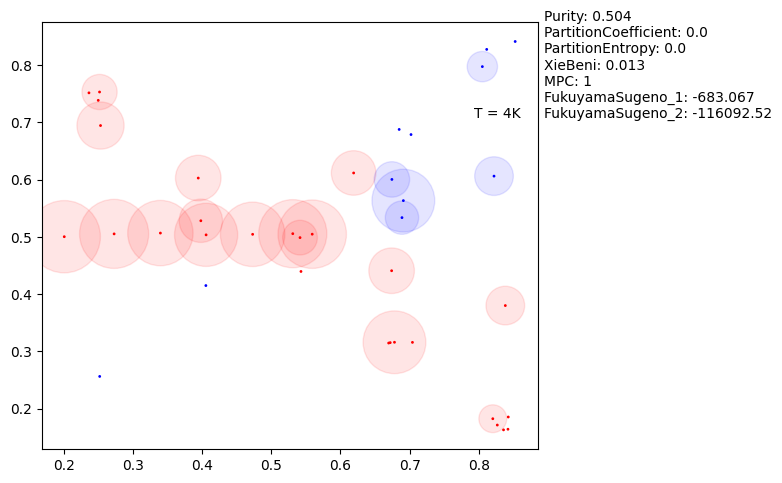 Purity: 0.504
PartitionCoefficient: 0.0
PartitionEntropy: 0.0
XieBeni: 0.013
MPC: 1
FukuyamaSugeno_1: -683.067
FukuyamaSugeno_2: -116092.52
T = 4K
0.8
0.7
0.6
0.5
0.4
0.3
0.2
0.2 0.3 0.4 0.5 0.6 0.7 0.8